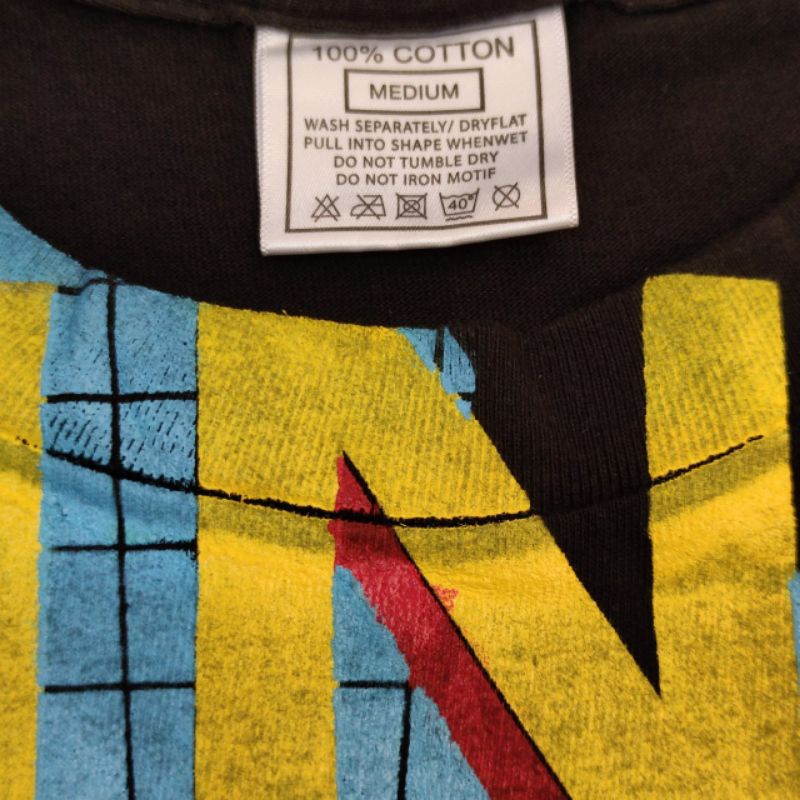 100% COTTON
MEDIUM
WASH SEPARATELY/ DRYFLAT
PULL INTO SHAPE WHENWET
DO NOT TUMBLE DRY
DO NOT IRON MOTIF
40°
N